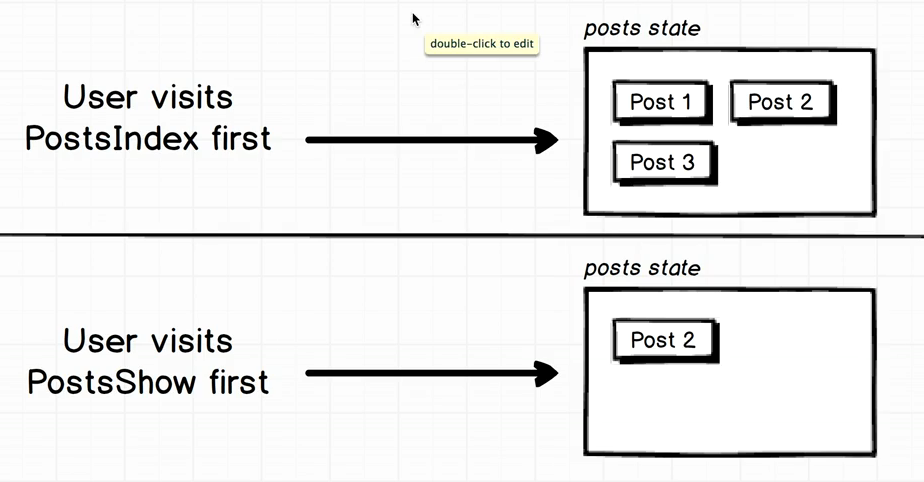 double-click to edit
posts state
User visits
PostsIndex first
Post 1
Post 2
Post 3
posts state
User visits
PostsShow first
Post 2